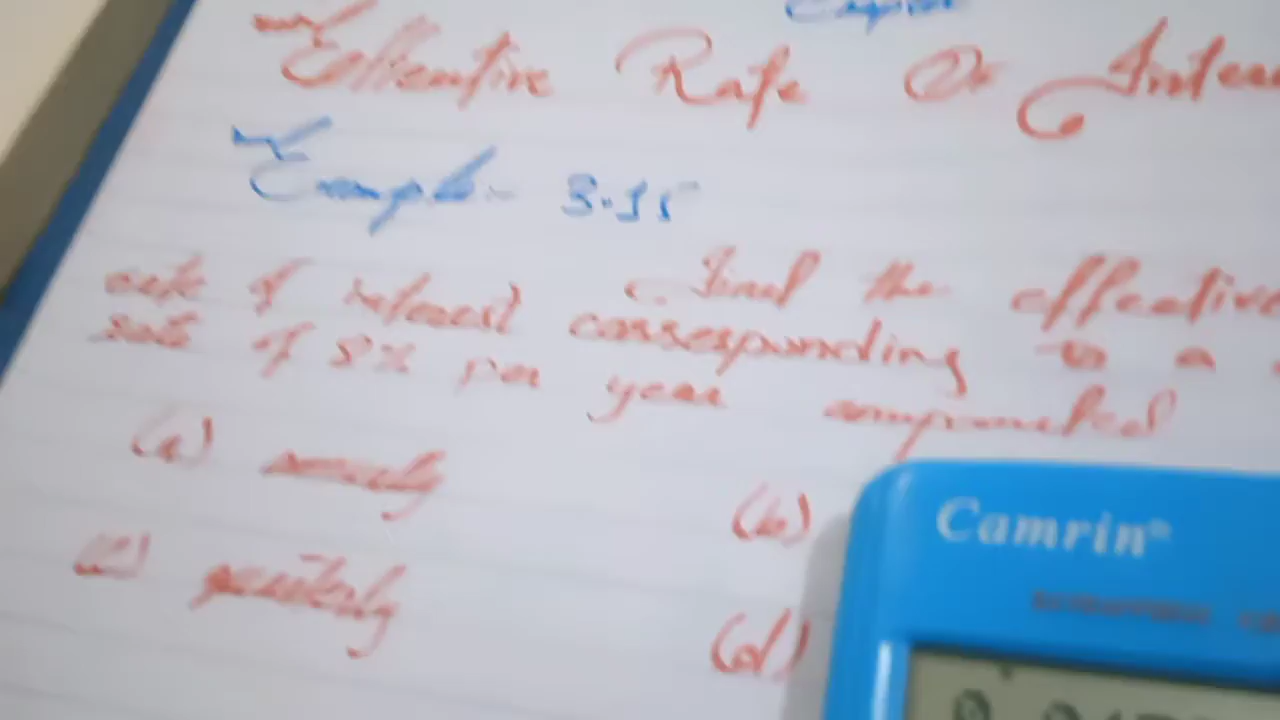 Effective Rate Of
Example:- 3.15
Find the effective
rate of interest corresponding to a
rate of 8% per year compounded
(a) annually
(b)
(c) quarterly
(d)
Camrin